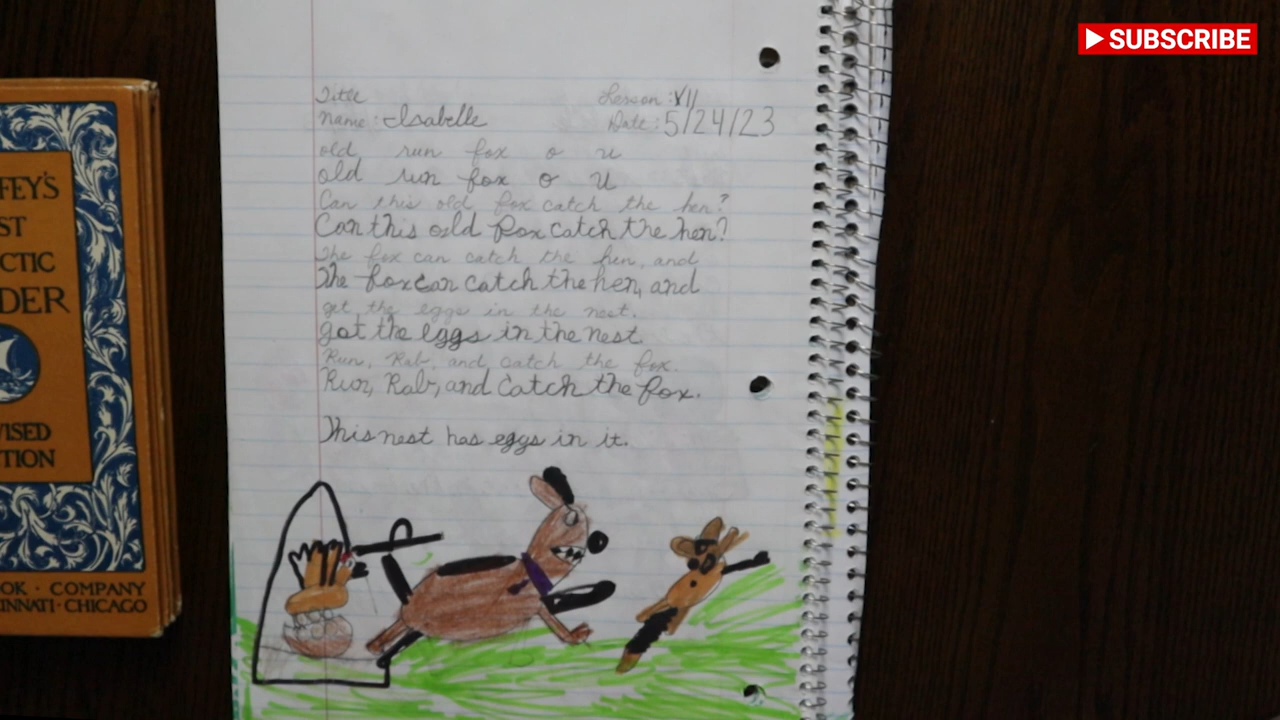 SUBSCRIBE
FEY'S
ST
CTIC
DER
VISED
TION
OK · COMPANY
CINNATI · CHICAGO
Title
Lesson: XII
Name: Isabelle
Date: 5/24/23
old run fox o u
old run fox o U
Can this old fox catch the hen?
Can this old Fox catch the hen?
The fox can catch the hen, and
The fox can catch the hen, and
get the eggs in the nest.
get the eggs in the nest.
Run, Rab, and catch the fox.
Run, Rab, and catch the fox.
This nest has eggs in it.